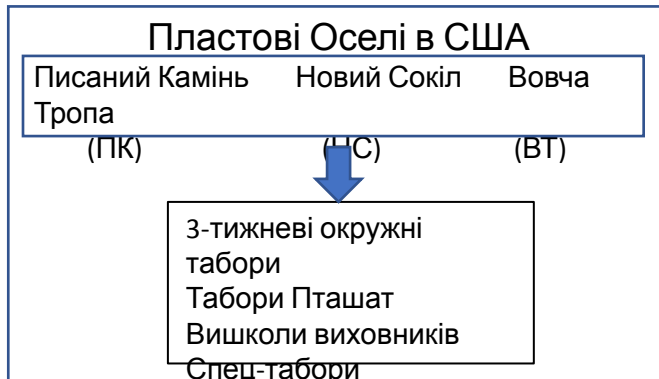 Пластові Оселі в США
Писаний Камінь Новий Сокіл Вовча
Тропа
(ПК) (НС) (ВТ)
3-тижневі окружні
табори
Табори Пташат
Вишколи виховників
Спец-табори